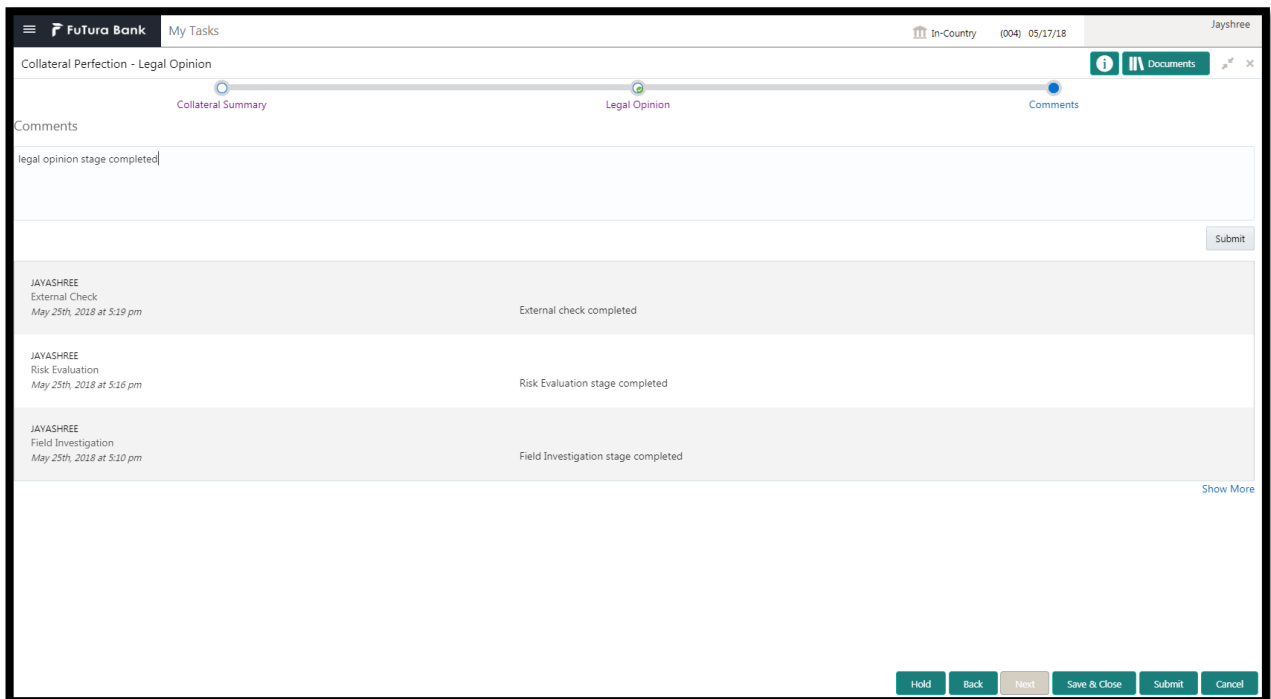 FuTura Bank
My Tasks
In-Country
(004) 05/17/18
Jayshree
Collateral Perfection - Legal Opinion
i
Documents
Collateral Summary
Legal Opinion
Comments
Comments
legal opinion stage completed
Submit
JAYASHREE
External Check
May 25th, 2018 at 5:19 pm
External check completed
JAYASHREE
Risk Evaluation
May 25th, 2018 at 5:16 pm
Risk Evaluation stage completed
JAYASHREE
Field Investigation
May 25th, 2018 at 5:10 pm
Field Investigation stage completed
Show More
Hold
Back
Next
Save & Close
Submit
Cancel